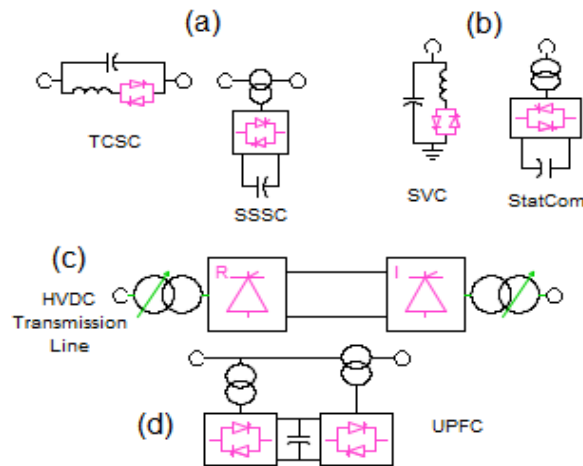 (a)
(b)
TCSC
SSSC
SVC
StatCom
(c)
HVDC
Transmission
Line
R
I
(d)
UPFC